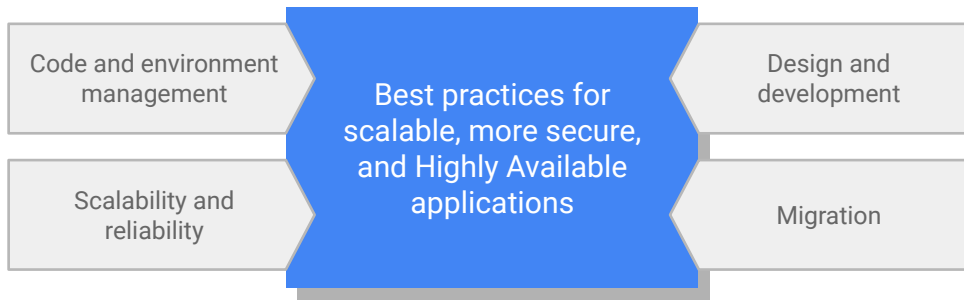 Code and environment
management
Scalability and
reliability
Best practices for
scalable, more secure,
and Highly Available
applications
Design and
development
Migration